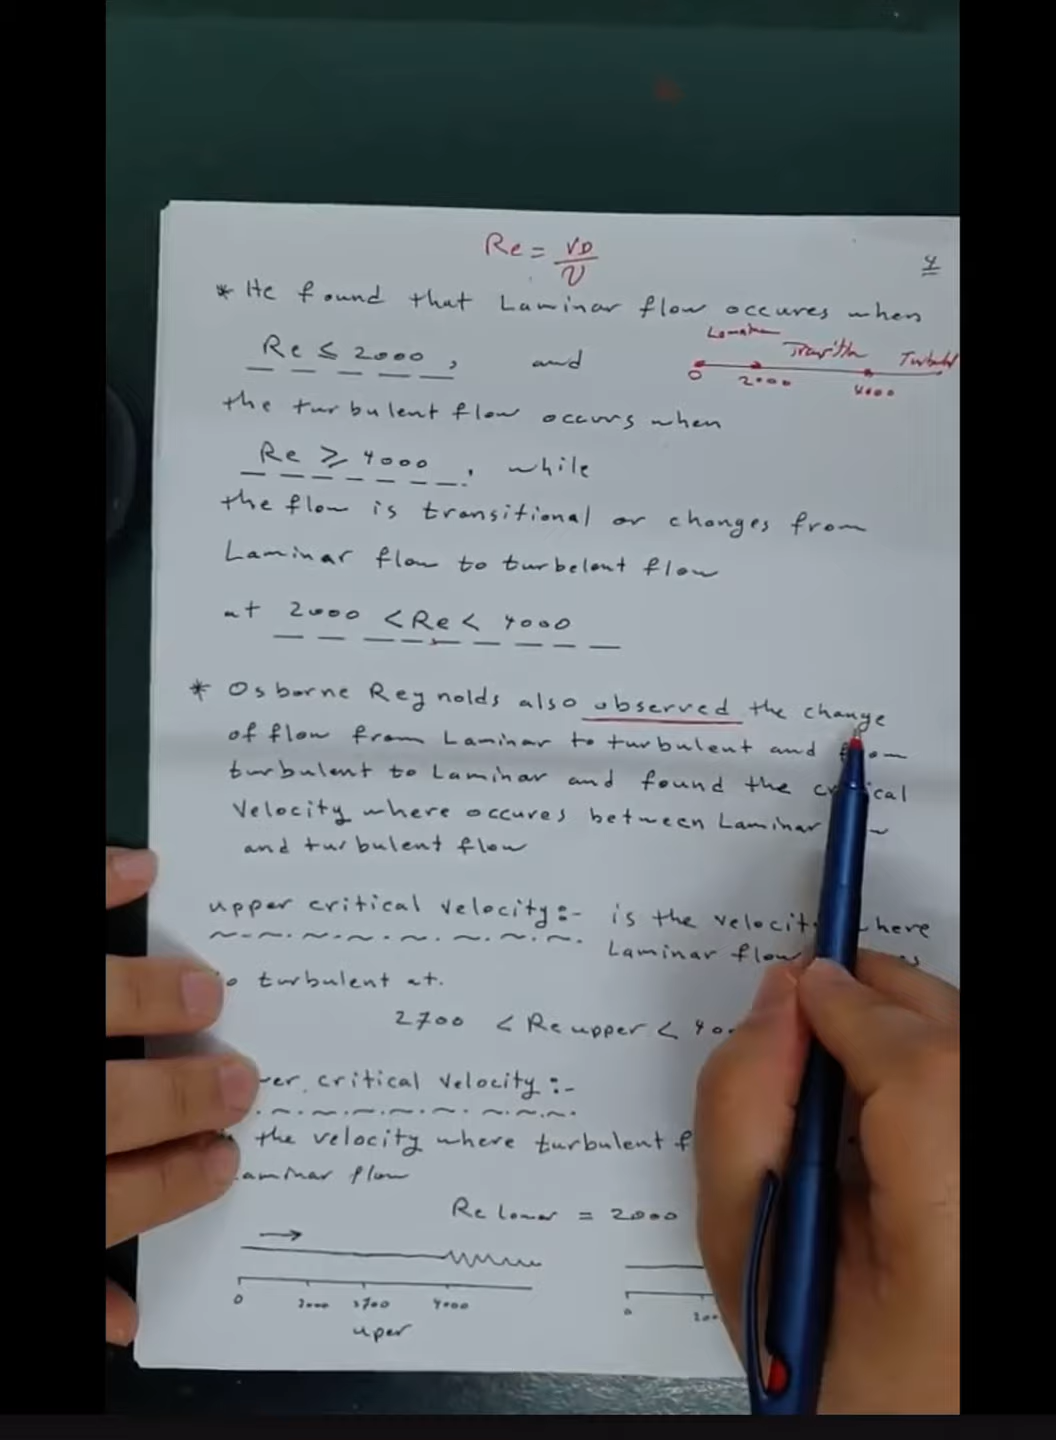 Re = VD / ν
4
* He found that Laminar flow occures when
Laminar
Re ≤ 2000 , and
Transition Turbulent
0 2000 4000
the turbulent flow occurs when
Re ≥ 4000 , while
the flow is transitional or changes from
Laminar flow to turbelent flow
at 2000 < Re < 4000
* Osborne Reynolds also observed the change
of flow from Laminar to turbulent and
turbulent to Laminar and found the
Velocity where occures between Laminar
and turbulent flow
upper critical velocity:- is the velocity
Laminar flow
turbulent at.
2700 < Re upper <
critical velocity :-
the velocity where turbulent
flow
Re lower = 2000
0 2000 2700 4000
uper
0